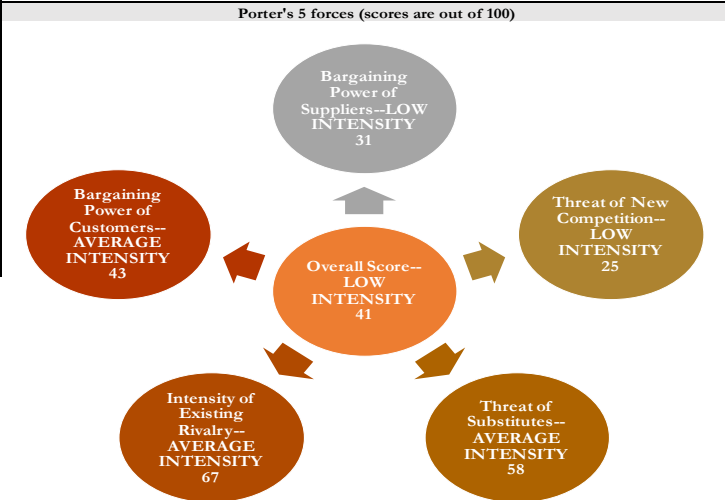 Porter's 5 forces (scores are out of 100)
Bargaining
Power of
Suppliers--LOW
INTENSITY
31
Bargaining
Power of
Customers--
AVERAGE
INTENSITY
43
Threat of New
Competition--
LOW
INTENSITY
25
Overall Score--
LOW
INTENSITY
41
Intensity of
Existing
Rivalry--
AVERAGE
INTENSITY
67
Threat of
Substitutes--
AVERAGE
INTENSITY
58